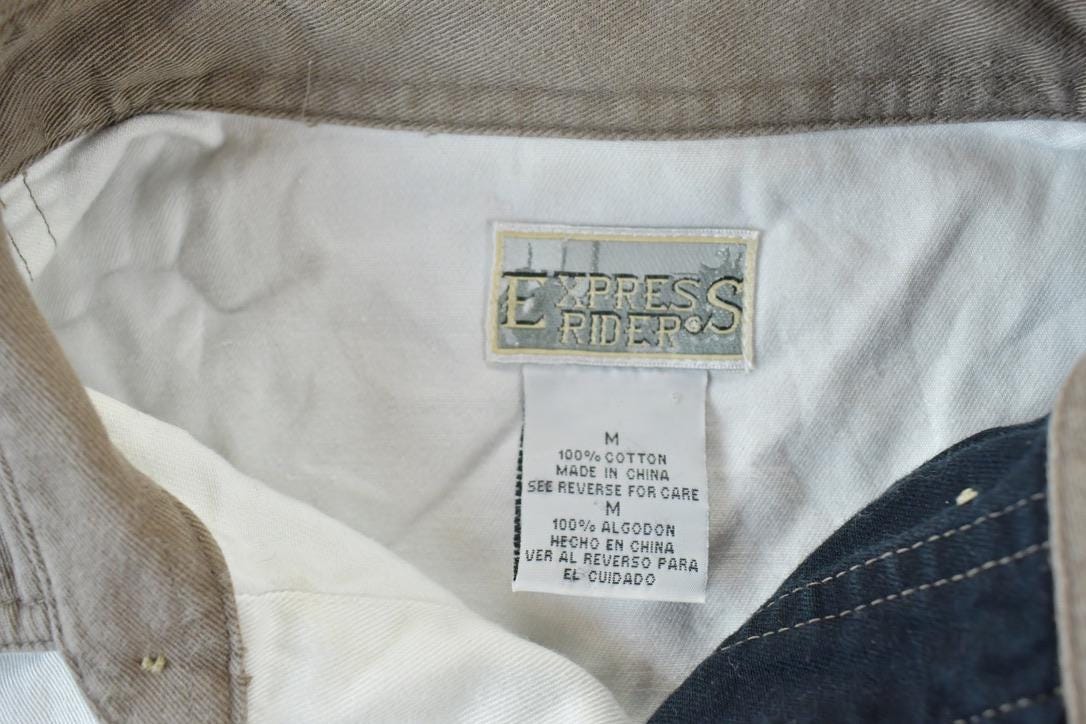 EXPRESS
RIDER®S
M
100% COTTON
MADE IN CHINA
SEE REVERSE FOR CARE
M
100% ALGODON
HECHO EN CHINA
VER AL REVERSO PARA
EL CUIDADO